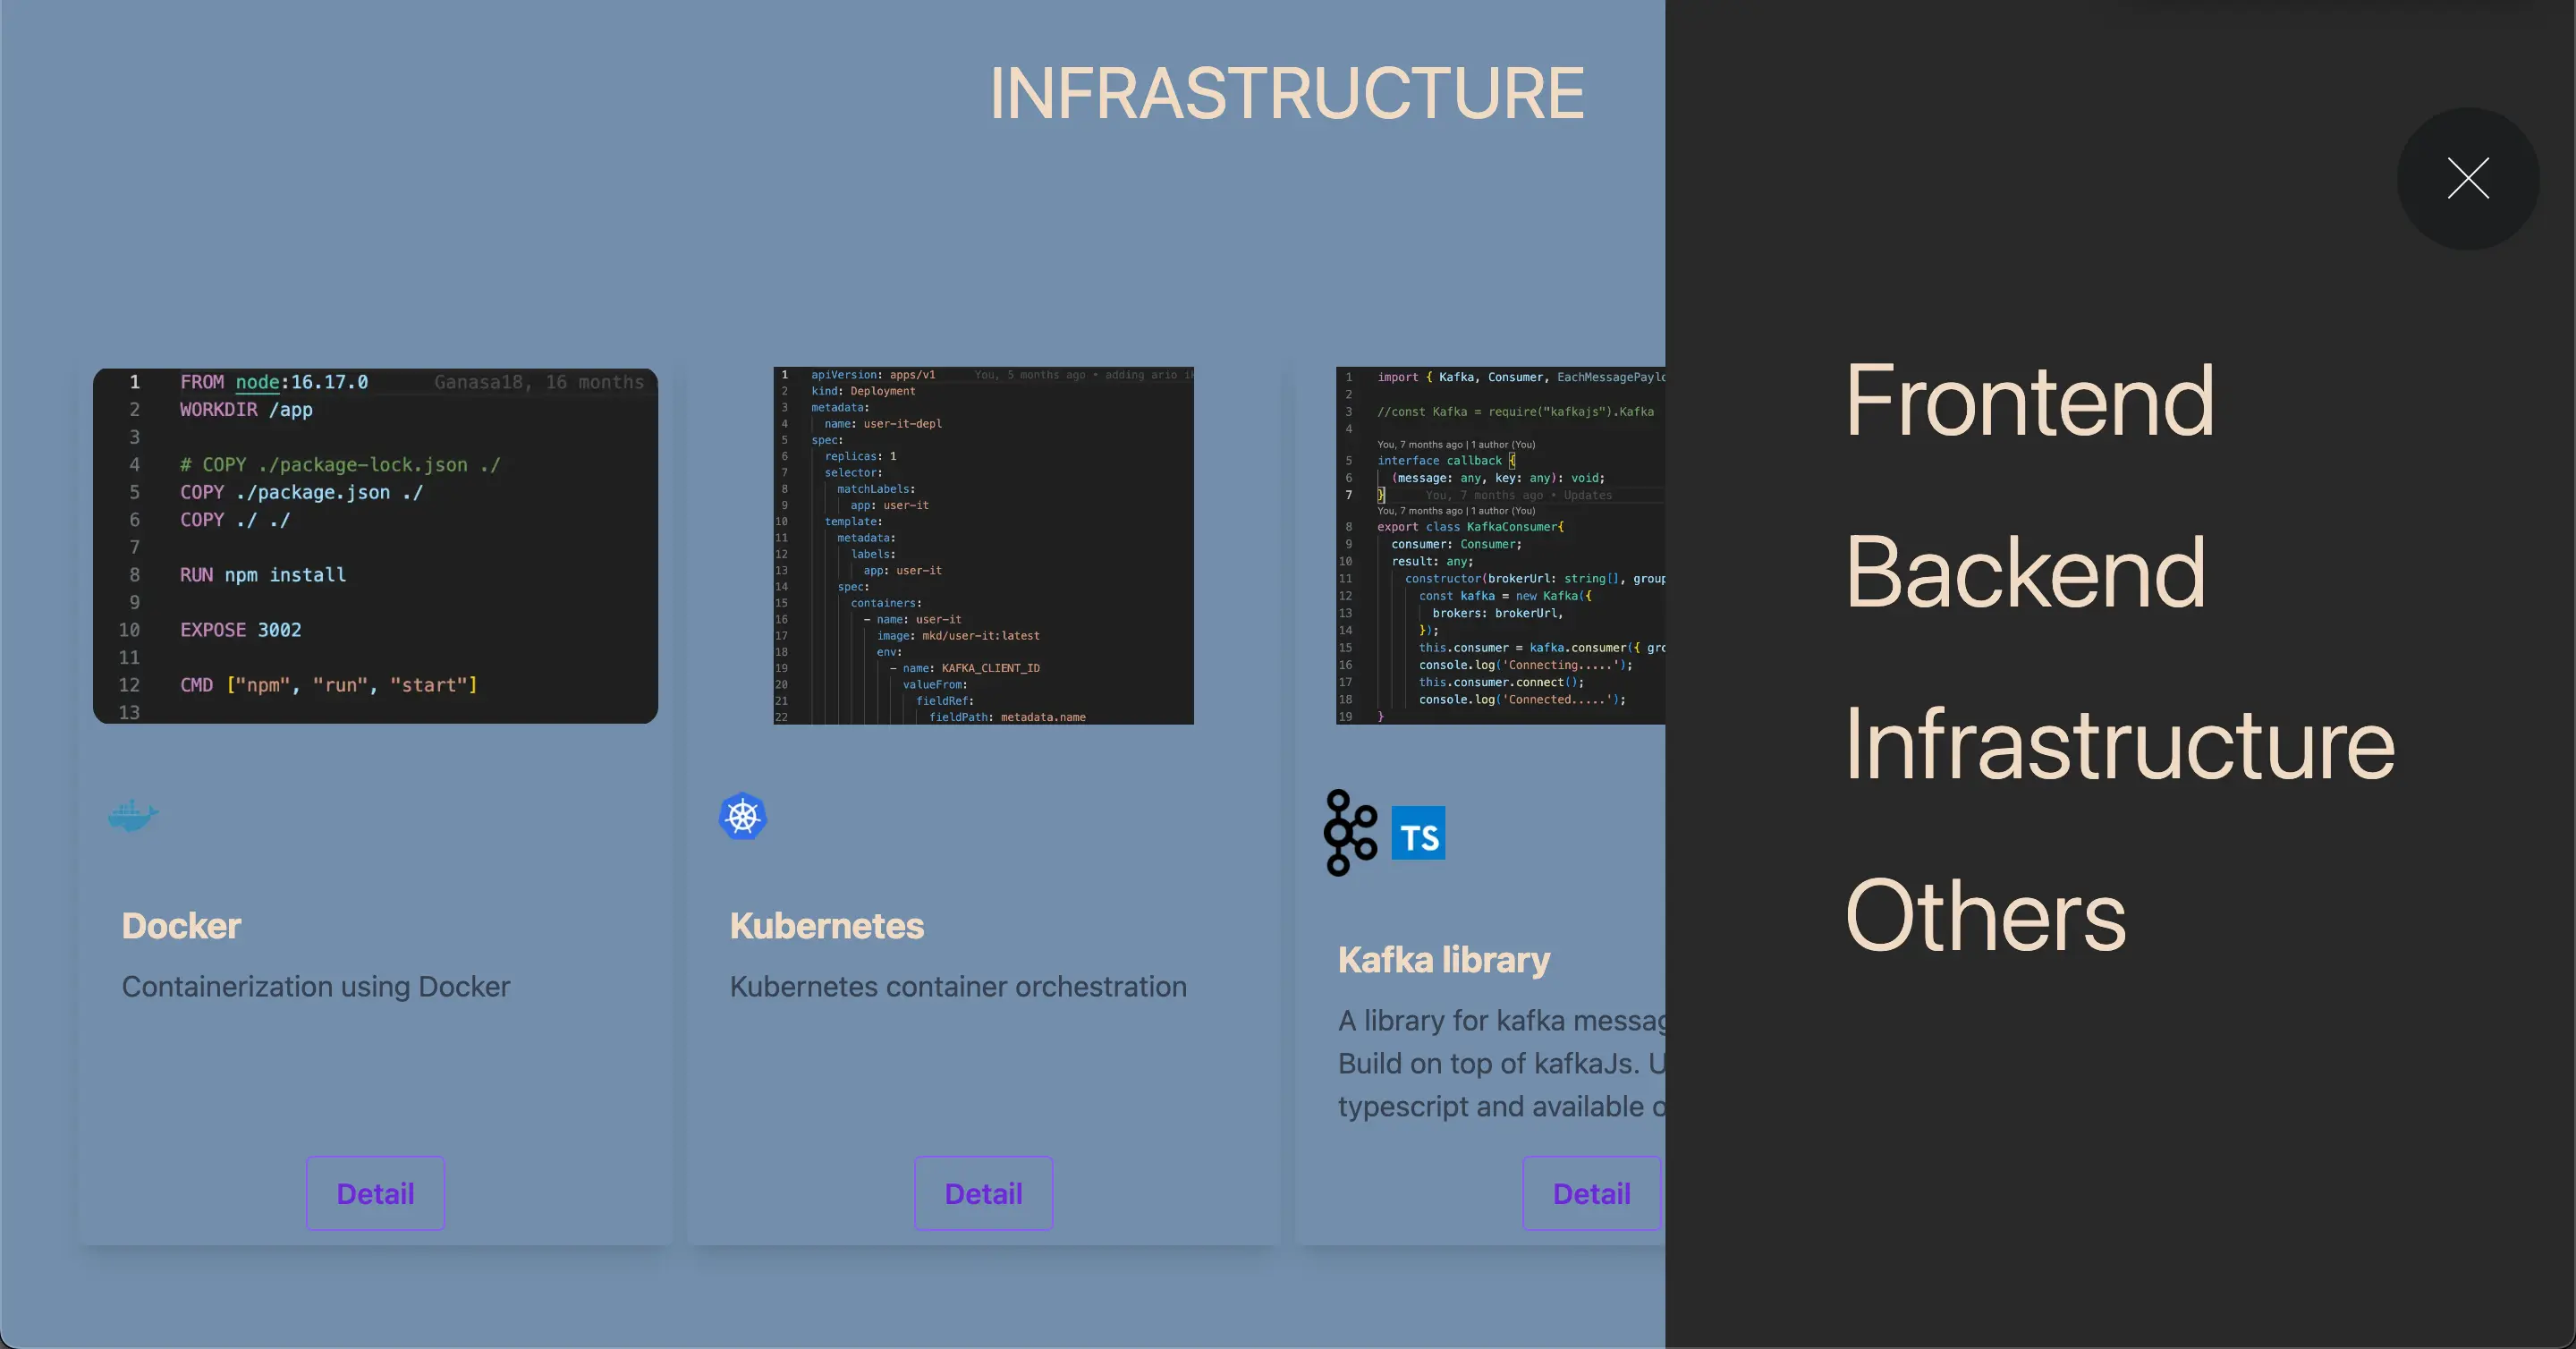 INFRASTRUCTURE
1 FROM node:16.17.0 Ganasa18, 16 months
2 WORKDIR /app
3
4 # COPY ./package-lock.json ./
5 COPY ./package.json ./
6 COPY ./ ./
7
8 RUN npm install
9
10 EXPOSE 3002
11
12 CMD ["npm", "run", "start"]
13
Docker
Containerization using Docker
Detail
1 apiVersion: apps/v1 You, 5 months ago • adding ario
2 kind: Deployment
3 metadata:
4 name: user-it-depl
5 spec:
6 replicas: 1
7 selector:
8 matchLabels:
9 app: user-it
10 template:
11 metadata:
12 labels:
13 app: user-it
14 spec:
15 containers:
16 - name: user-it
17 image: mkd/user-it:latest
18 env:
19 - name: KAFKA_CLIENT_ID
20 valueFrom:
21 fieldRef:
22 fieldPath: metadata.name
Kubernetes
Kubernetes container orchestration
Detail
1 import { Kafka, Consumer, EachMessagePaylo
2
3 //const Kafka = require("kafkajs").Kafka
4
You, 7 months ago | 1 author (You)
5 interface callback {
6 (message: any, key: any): void;
7 } You, 7 months ago • Updates
You, 7 months ago | 1 author (You)
8 export class KafkaConsumer{
9 consumer: Consumer;
10 result: any;
11 constructor(brokerUrl: string[], group
12 const kafka = new Kafka({
13 brokers: brokerUrl,
14 });
15 this.consumer = kafka.consumer({ gro
16 console.log('Connecting.....');
17 this.consumer.connect();
18 console.log('Connected.....');
19 }
TS
Kafka library
A library for kafka messag
Build on top of kafkaJs. U
typescript and available o
Detail
Frontend
Backend
Infrastructure
Others